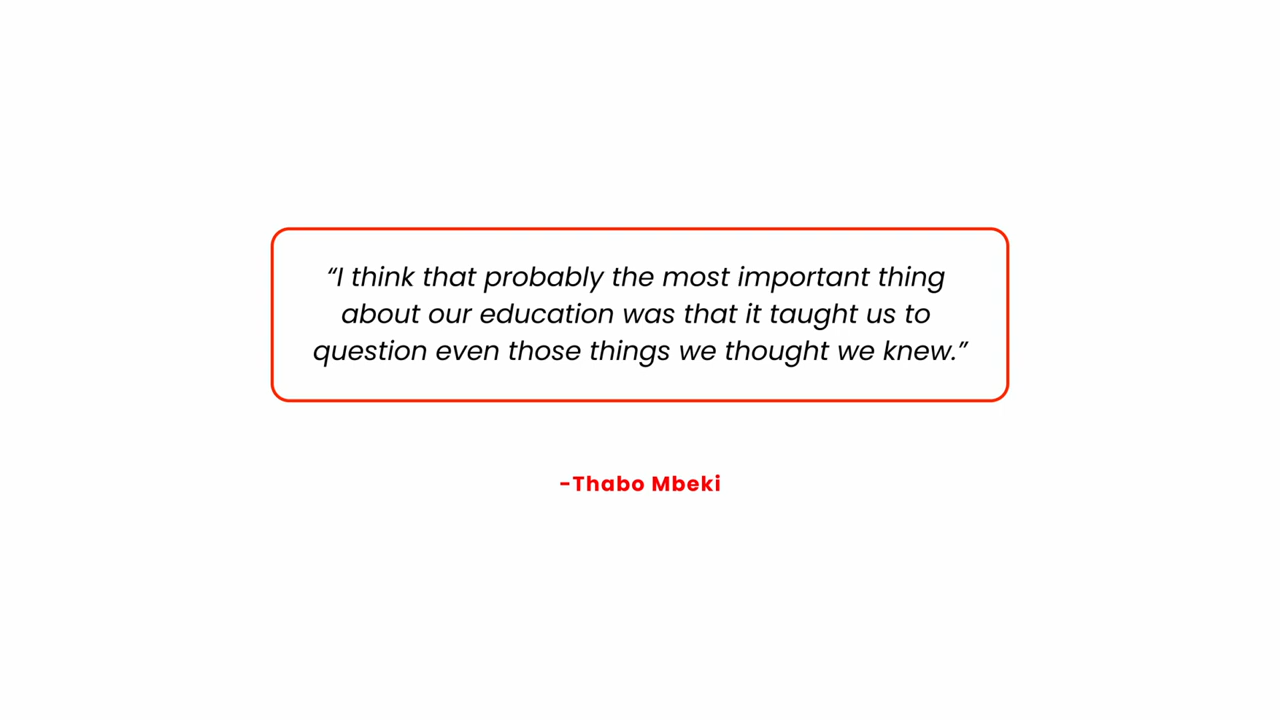 “I think that probably the most important thing
about our education was that it taught us to
question even those things we thought we knew.”
-Thabo Mbeki